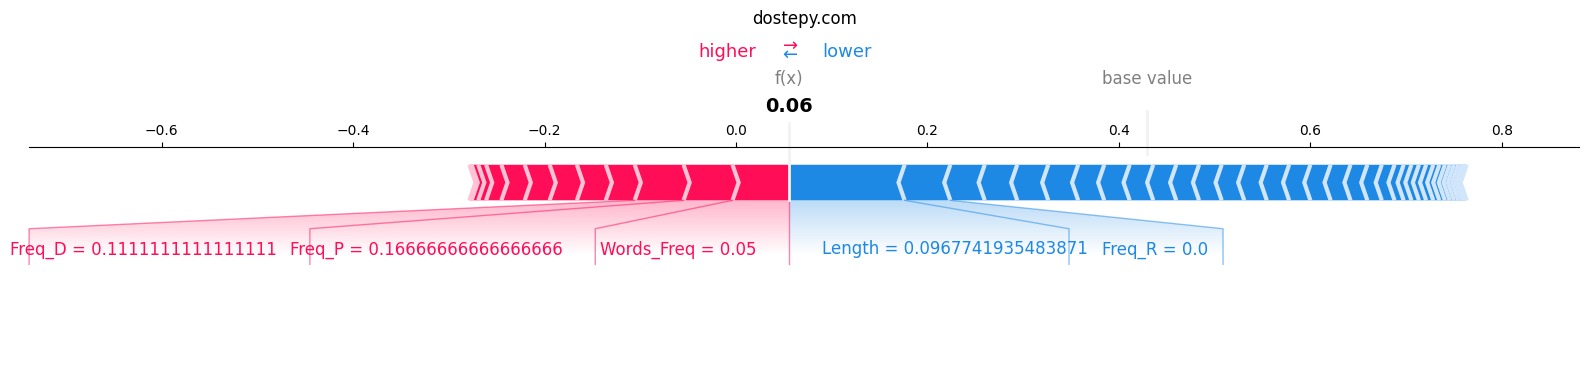 dostepy.com
higher → lower
←
f(x) base value
0.06
−0.6 −0.4 −0.2 0.0 0.2 0.4 0.6 0.8
Freq_D = 0.1111111111111111 Freq_P = 0.16666666666666666 Words_Freq = 0.05 Length = 0.0967741935483871 Freq_R = 0.0